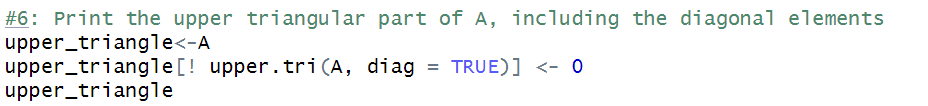 #6: Print the upper triangular part of A, including the diagonal elements
upper_triangle<-A
upper_triangle[! upper.tri(A, diag = TRUE)] <- 0
upper_triangle